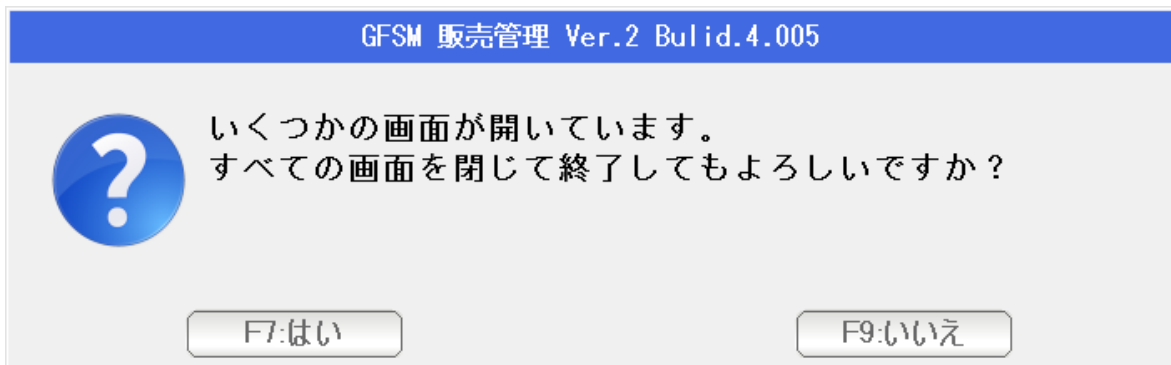 GFSM 販売管理 Ver.2 Bulid.4.005
いくつかの画面が開いています。
すべての画面を閉じて終了してもよろしいですか？
F7:はい
F9:いいえ